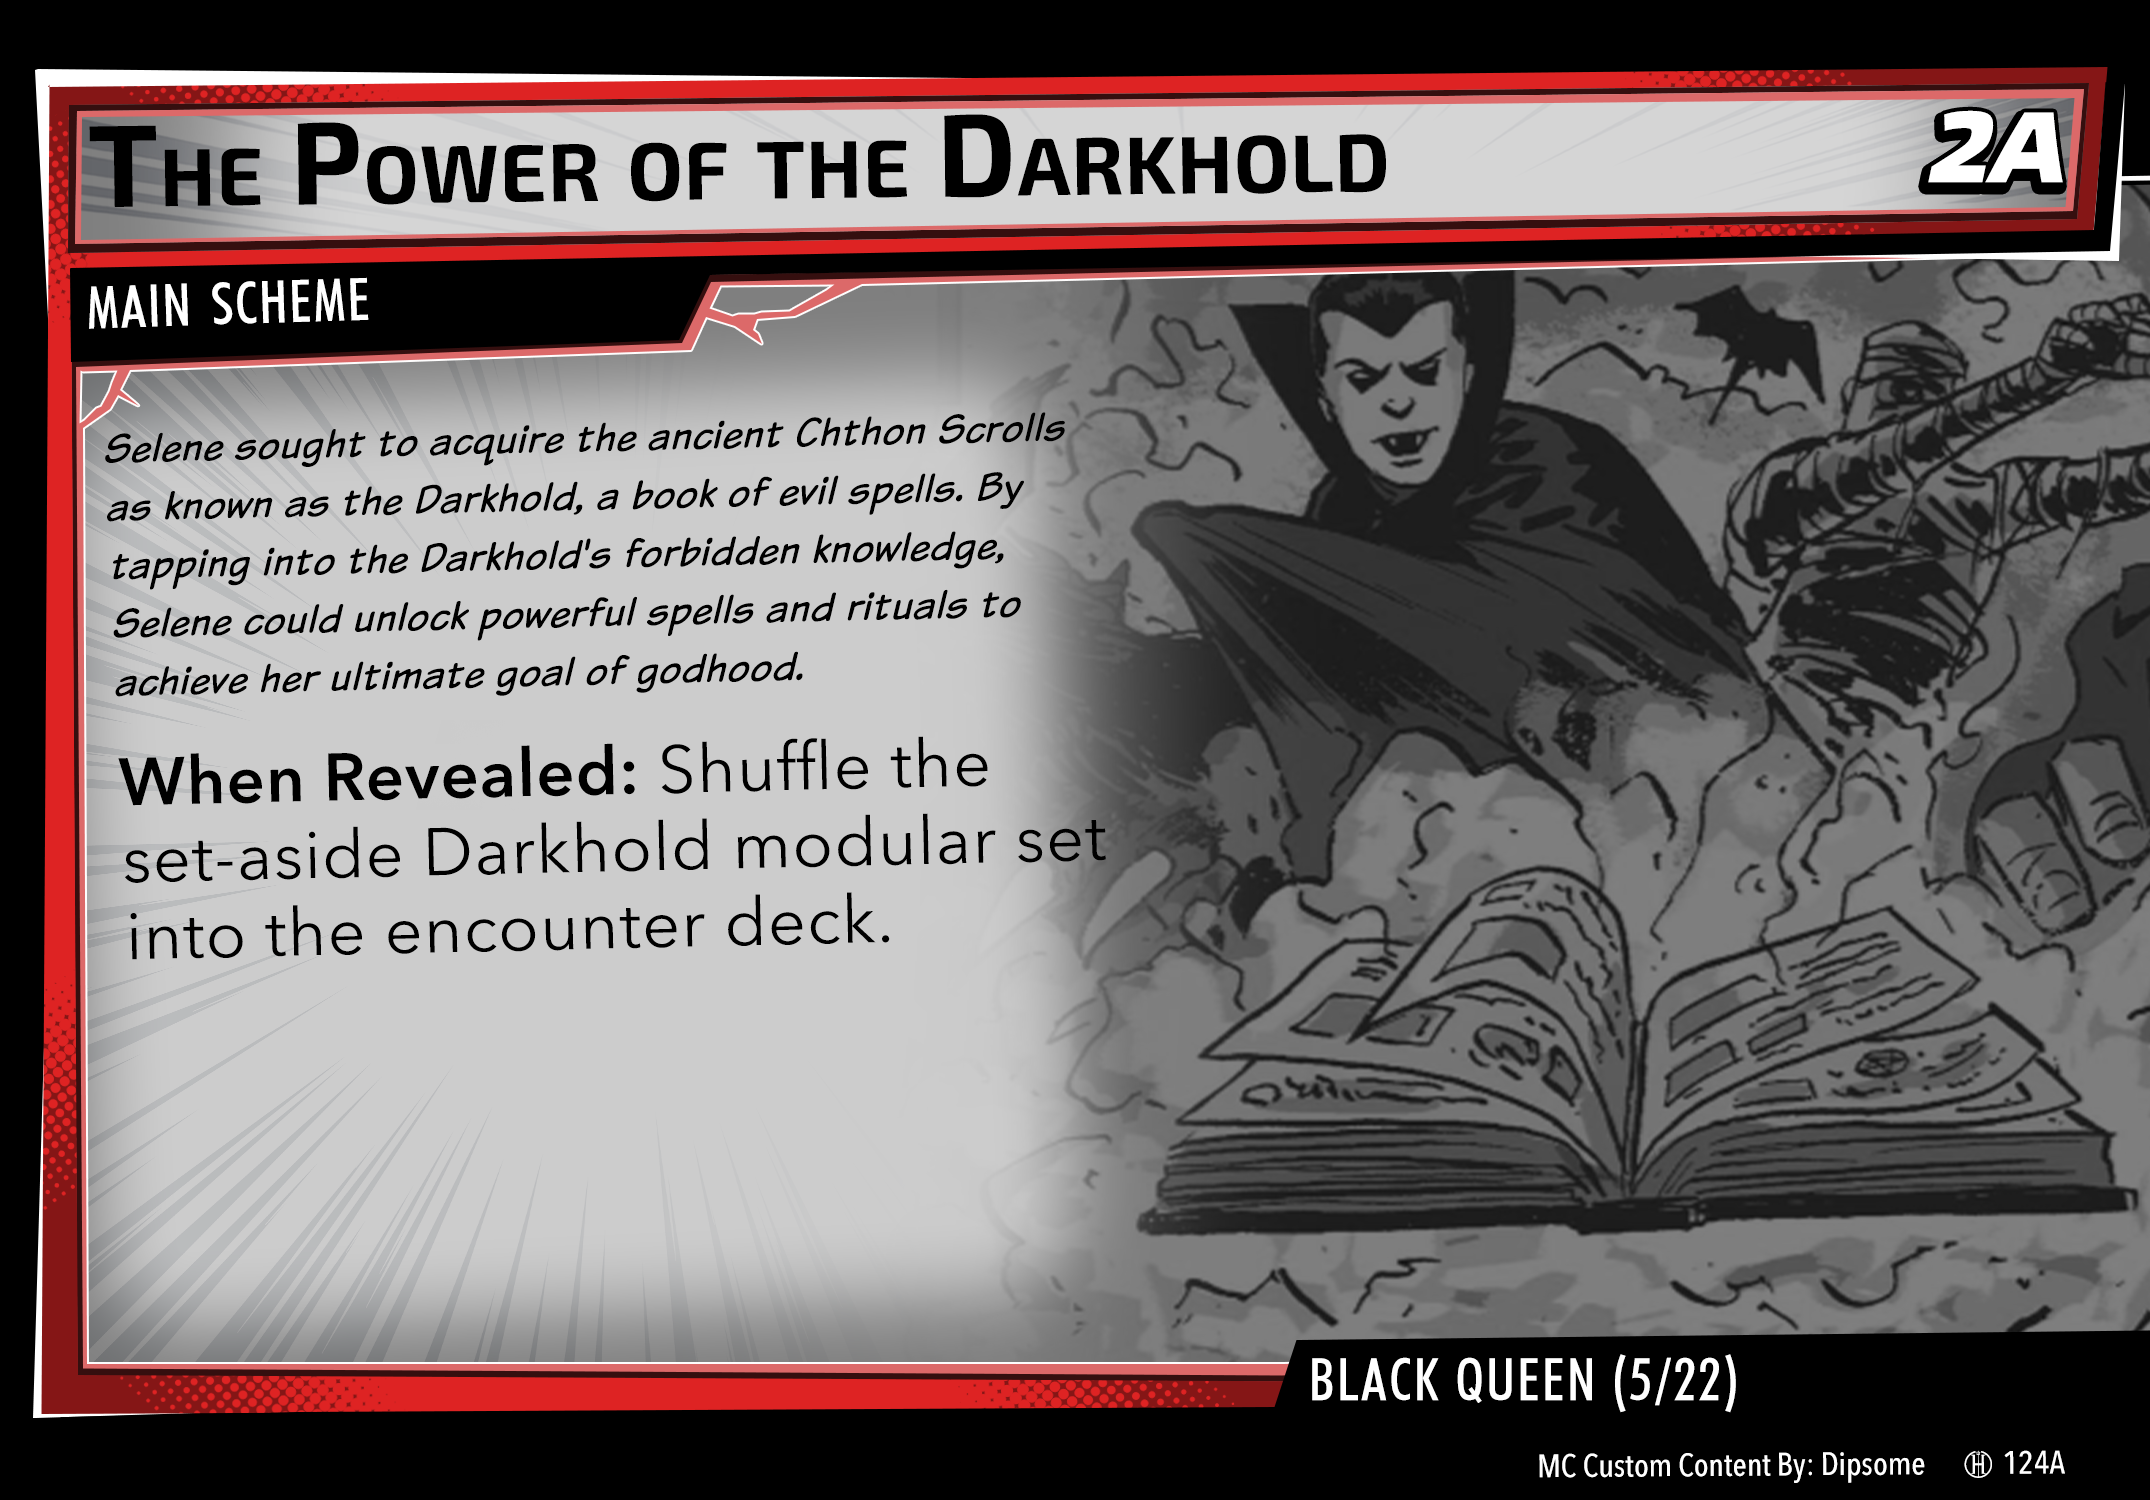 The Power of the Darkhold
2A
MAIN SCHEME
Selene sought to acquire the ancient Chthon Scrolls
as known as the Darkhold, a book of evil spells. By
tapping into the Darkhold's forbidden knowledge,
Selene could unlock powerful spells and rituals to
achieve her ultimate goal of godhood.
When Revealed: Shuffle the
set-aside Darkhold modular set
into the encounter deck.
BLACK QUEEN (5/22)
MC Custom Content By: Dipsome H 124A